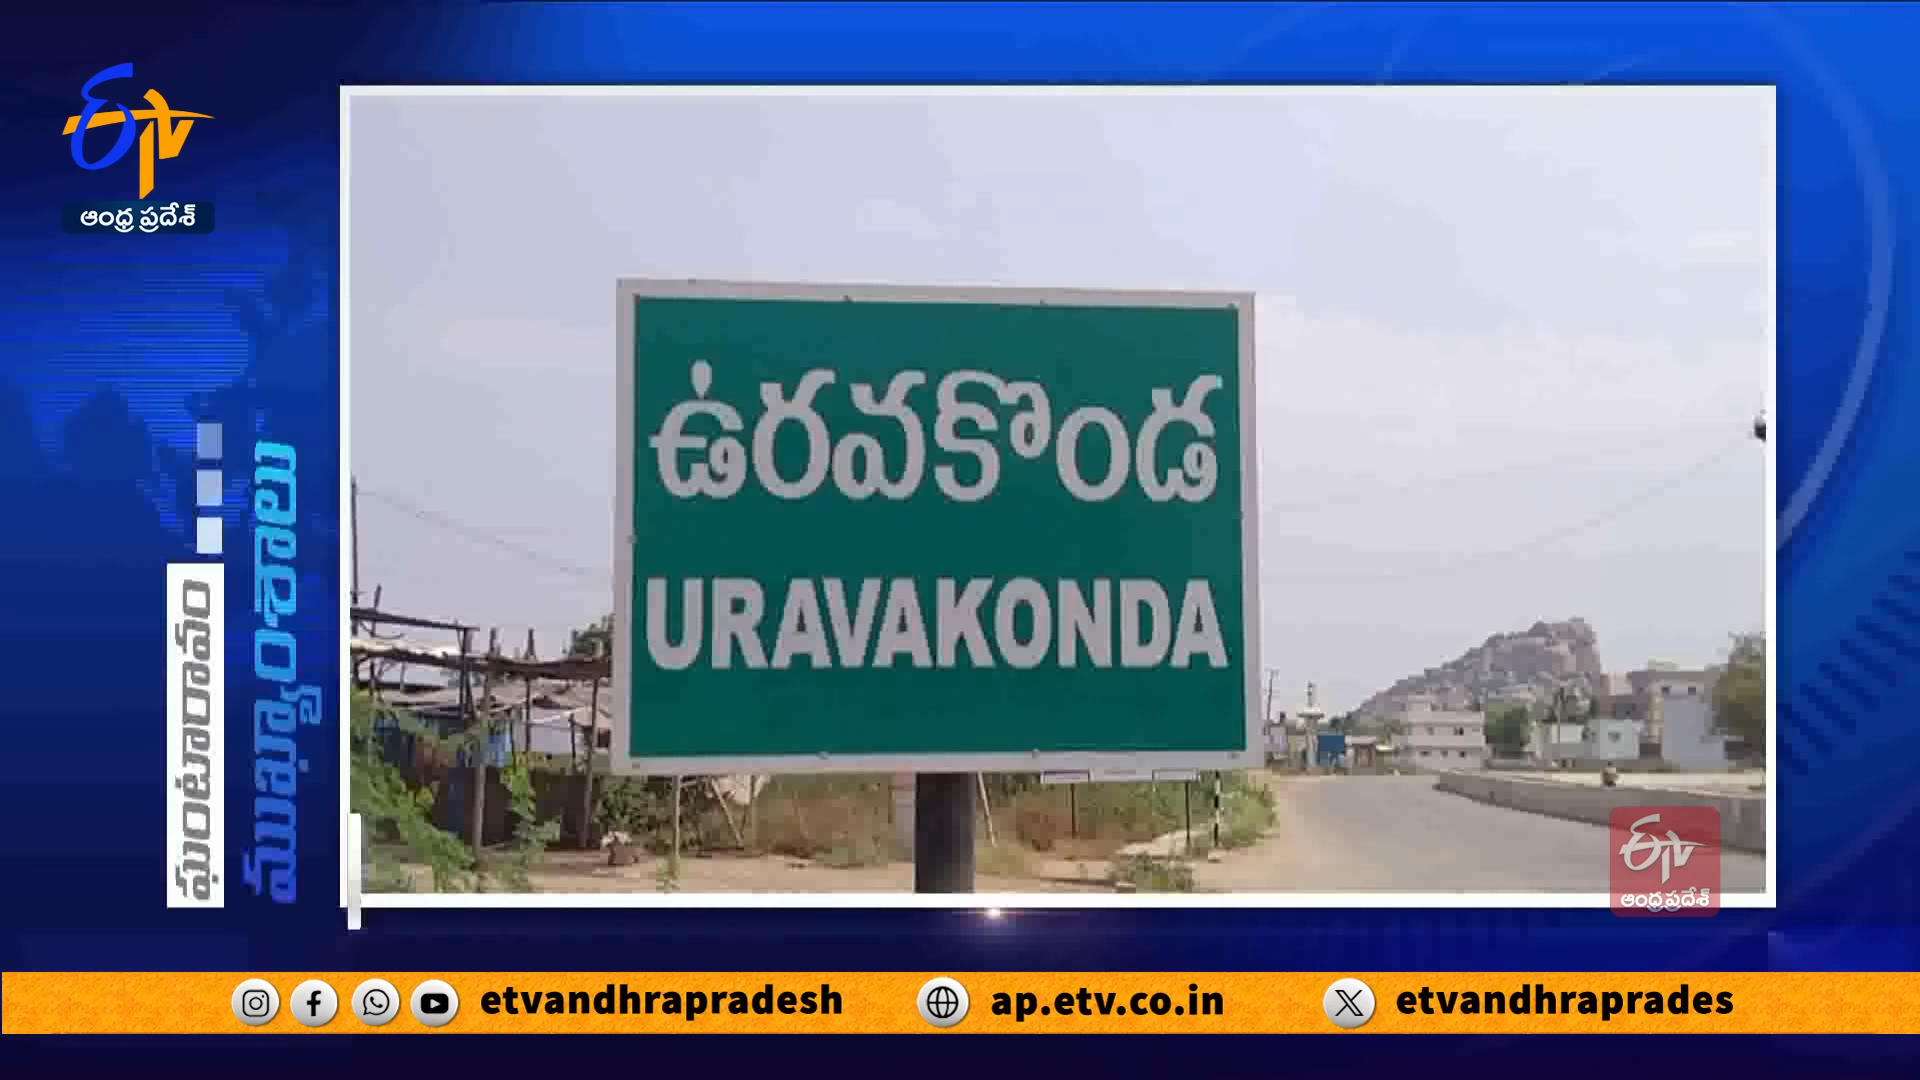 ఆంధ్ర ప్రదేశ్
ఘంటారావం
ముఖ్యాంశాలు
ఉరవకొండ
URAVAKONDA
ఆంధ్రప్రదేశ్
etvandhrapradesh
ap.etv.co.in
etvandhraprades